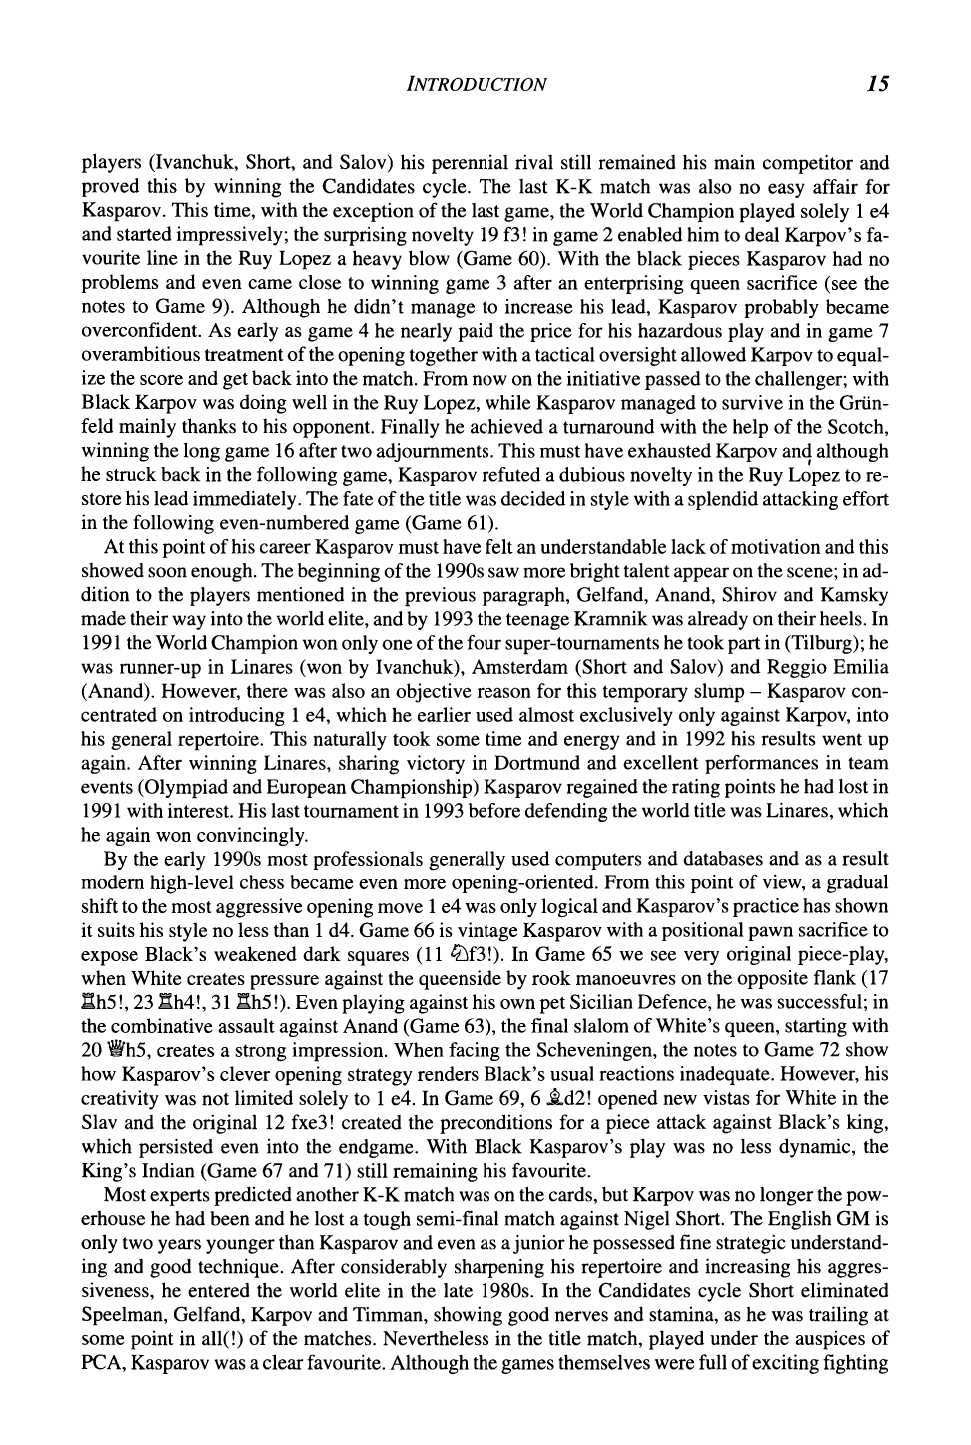 INTRODUCTION 15
players (Ivanchuk, Short, and Salov) his perennial rival still remained his main competitor and
proved this by winning the Candidates cycle. The last K-K match was also no easy affair for
Kasparov. This time, with the exception of the last game, the World Champion played solely 1 e4
and started impressively; the surprising novelty 19 f3! in game 2 enabled him to deal Karpov's fa-
vourite line in the Ruy Lopez a heavy blow (Game 60). With the black pieces Kasparov had no
problems and even came close to winning game 3 after an enterprising queen sacrifice (see the
notes to Game 9). Although he didn't manage to increase his lead, Kasparov probably became
overconfident. As early as game 4 he nearly paid the price for his hazardous play and in game 7
overambitious treatment of the opening together with a tactical oversight allowed Karpov to equal-
ize the score and get back into the match. From now on the initiative passed to the challenger; with
Black Karpov was doing well in the Ruy Lopez, while Kasparov managed to survive in the Grün-
feld mainly thanks to his opponent. Finally he achieved a turnaround with the help of the Scotch,
winning the long game 16 after two adjournments. This must have exhausted Karpov and although
he struck back in the following game, Kasparov refuted a dubious novelty in the Ruy Lopez to re-
store his lead immediately. The fate of the title was decided in style with a splendid attacking effort
in the following even-numbered game (Game 61).
At this point of his career Kasparov must have felt an understandable lack of motivation and this
showed soon enough. The beginning of the 1990s saw more bright talent appear on the scene; in ad-
dition to the players mentioned in the previous paragraph, Gelfand, Anand, Shirov and Kamsky
made their way into the world elite, and by 1993 the teenage Kramnik was already on their heels. In
1991 the World Champion won only one of the four super-tournaments he took part in (Tilburg); he
was runner-up in Linares (won by Ivanchuk), Amsterdam (Short and Salov) and Reggio Emilia
(Anand). However, there was also an objective reason for this temporary slump – Kasparov con-
centrated on introducing 1 e4, which he earlier used almost exclusively only against Karpov, into
his general repertoire. This naturally took some time and energy and in 1992 his results went up
again. After winning Linares, sharing victory in Dortmund and excellent performances in team
events (Olympiad and European Championship) Kasparov regained the rating points he had lost in
1991 with interest. His last tournament in 1993 before defending the world title was Linares, which
he again won convincingly.
By the early 1990s most professionals generally used computers and databases and as a result
modern high-level chess became even more opening-oriented. From this point of view, a gradual
shift to the most aggressive opening move 1 e4 was only logical and Kasparov's practice has shown
it suits his style no less than 1 d4. Game 66 is vintage Kasparov with a positional pawn sacrifice to
expose Black's weakened dark squares (11 ♘f3!). In Game 65 we see very original piece-play,
when White creates pressure against the queenside by rook manoeuvres on the opposite flank (17
♖h5!, 23 ♖h4!, 31 ♖h5!). Even playing against his own pet Sicilian Defence, he was successful; in
the combinative assault against Anand (Game 63), the final slalom of White's queen, starting with
20 ♕h5, creates a strong impression. When facing the Scheveningen, the notes to Game 72 show
how Kasparov's clever opening strategy renders Black's usual reactions inadequate. However, his
creativity was not limited solely to 1 e4. In Game 69, 6 ♗d2! opened new vistas for White in the
Slav and the original 12 fxe3! created the preconditions for a piece attack against Black's king,
which persisted even into the endgame. With Black Kasparov's play was no less dynamic, the
King's Indian (Game 67 and 71) still remaining his favourite.
Most experts predicted another K-K match was on the cards, but Karpov was no longer the pow-
erhouse he had been and he lost a tough semi-final match against Nigel Short. The English GM is
only two years younger than Kasparov and even as a junior he possessed fine strategic understand-
ing and good technique. After considerably sharpening his repertoire and increasing his aggres-
siveness, he entered the world elite in the late 1980s. In the Candidates cycle Short eliminated
Speelman, Gelfand, Karpov and Timman, showing good nerves and stamina, as he was trailing at
some point in all(!) of the matches. Nevertheless in the title match, played under the auspices of
PCA, Kasparov was a clear favourite. Although the games themselves were full of exciting fighting